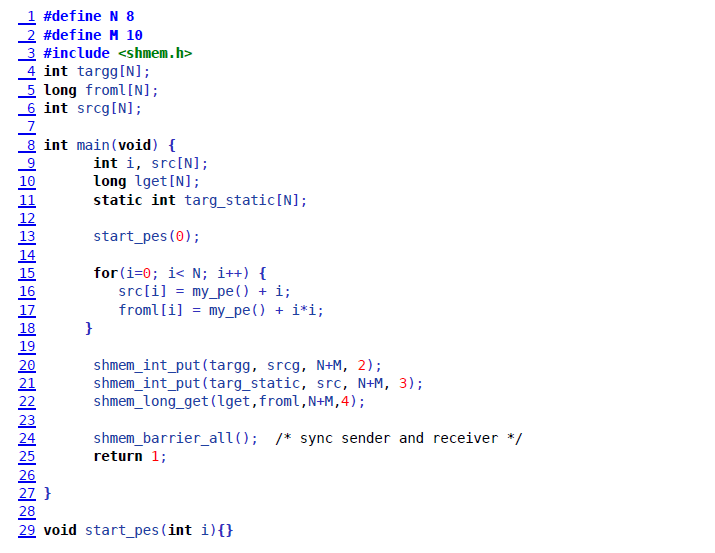 1 #define N 8
2 #define M 10
3 #include <shmem.h>
4 int targg[N];
5 long froml[N];
6 int srcg[N];
7
8 int main(void) {
9 int i, src[N];
10 long lget[N];
11 static int targ_static[N];
12
13 start_pes(0);
14
15 for(i=0; i< N; i++) {
16 src[i] = my_pe() + i;
17 froml[i] = my_pe() + i*i;
18 }
19
20 shmem_int_put(targg, srcg, N+M, 2);
21 shmem_int_put(targ_static, src, N+M, 3);
22 shmem_long_get(lget,froml,N+M,4);
23
24 shmem_barrier_all(); /* sync sender and receiver */
25 return 1;
26
27 }
28
29 void start_pes(int i){}